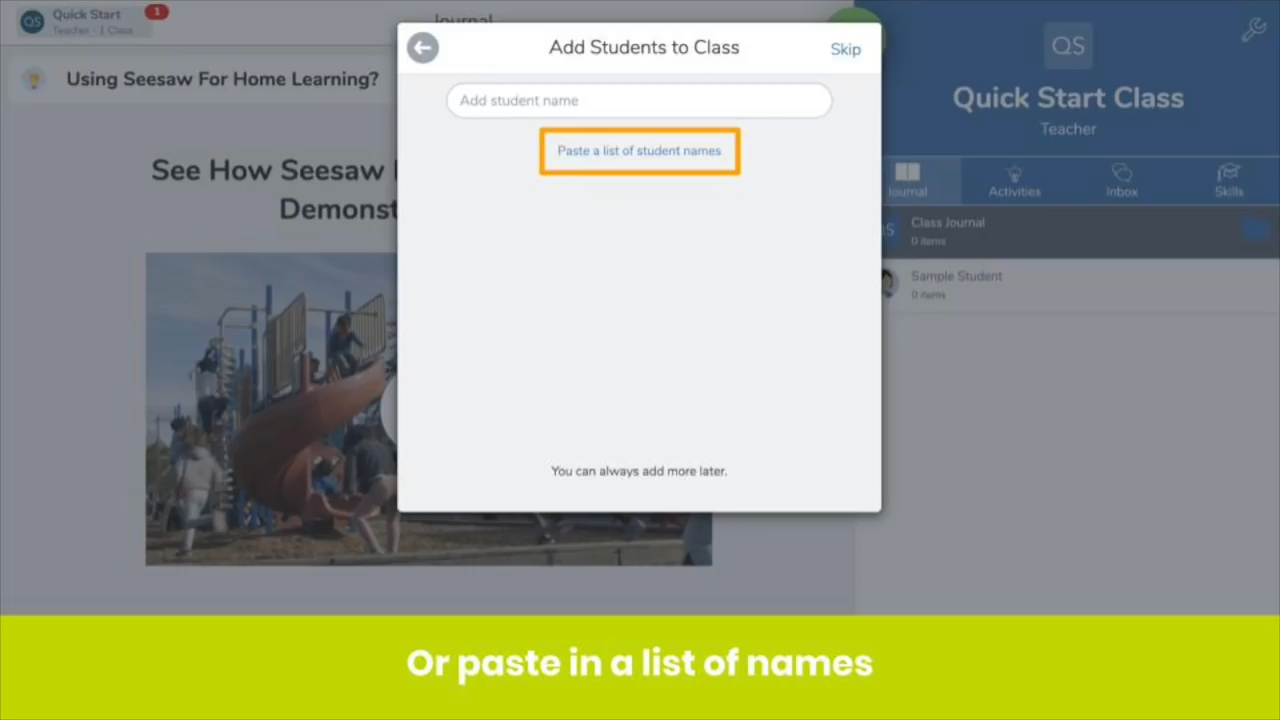 QS
Quick Start
Teacher - 1 Class
1
Journal
Using Seesaw For Home Learning?
See How Seesaw
Demonst
Add Students to Class
Skip
Add student name
Paste a list of student names
You can always add more later.
QS
Quick Start Class
Teacher
Journal
Activities
Inbox
Skills
Class Journal
0 items
Sample Student
0 items
Or paste in a list of names